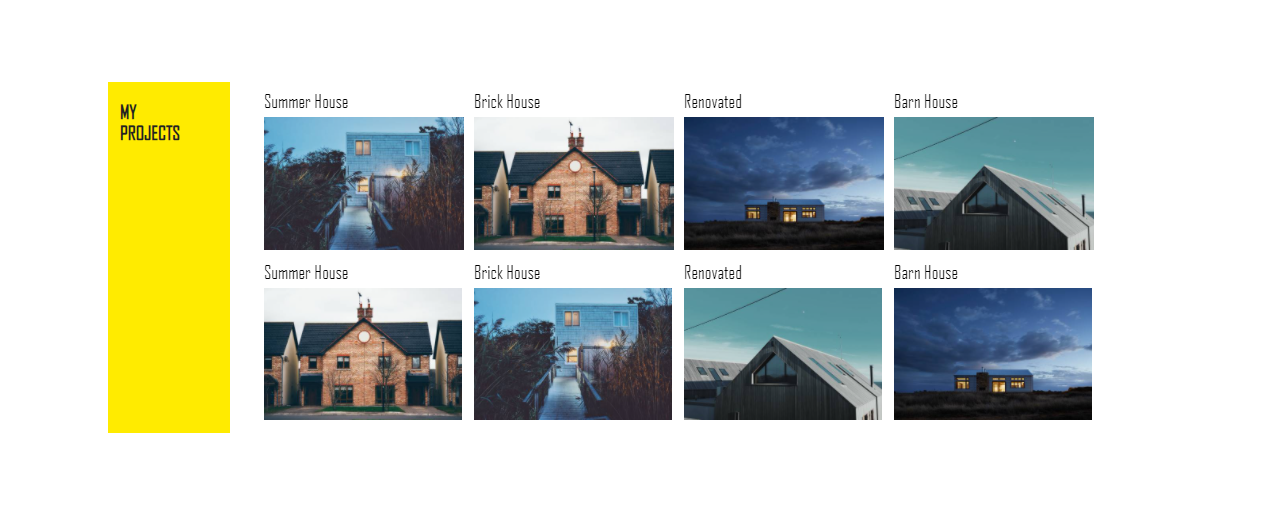 MY
PROJECTS
Summer House
Brick House
Renovated
Barn House
Summer House
Brick House
Renovated
Barn House